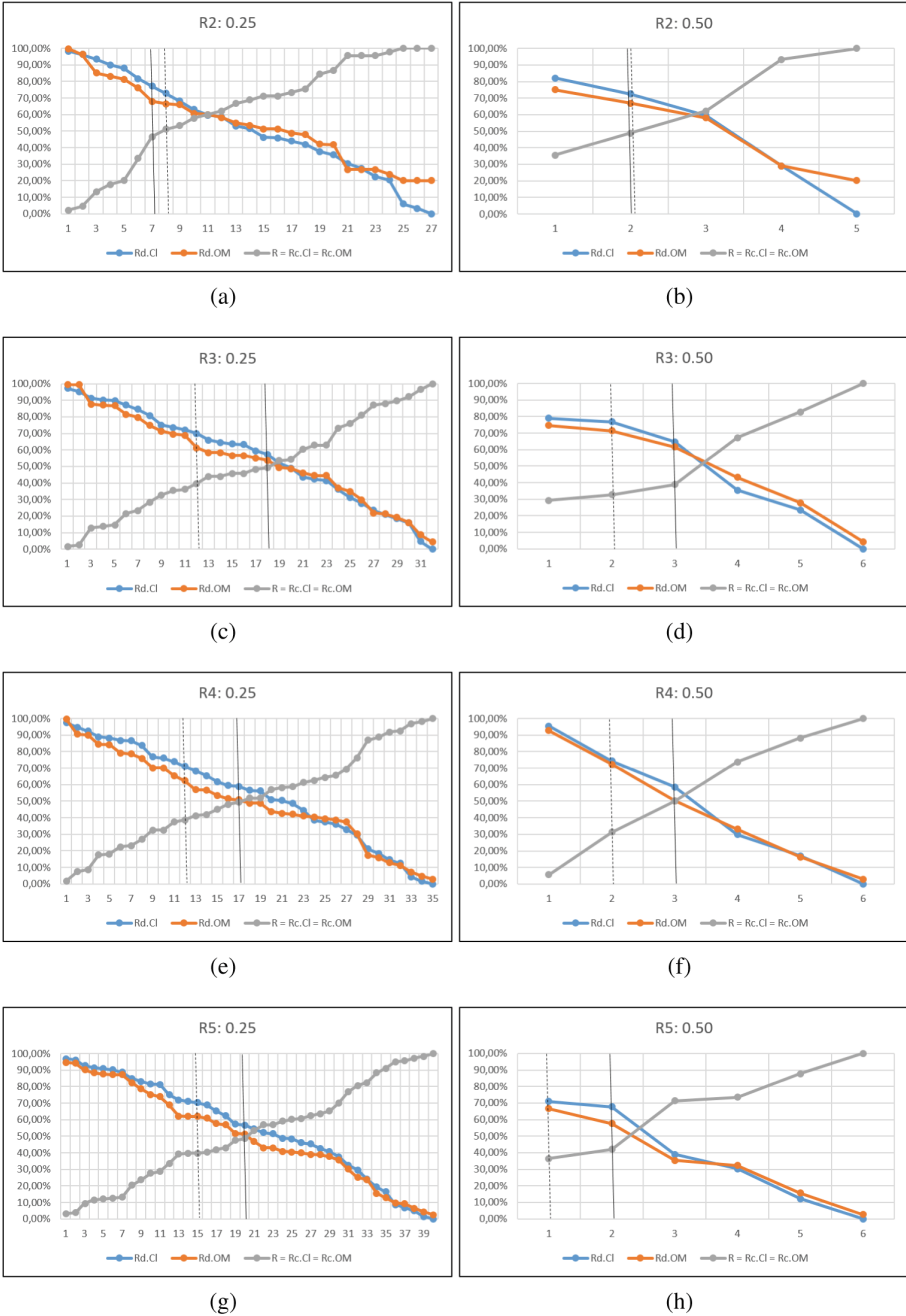 R2: 0.25
100,00%
90,00%
80,00%
70,00%
60,00%
50,00%
40,00%
30,00%
20,00%
10,00%
0,00%
1 3 5 7 9 11 13 15 17 19 21 23 25 27
Rd.Cl Rd.OM R = Rc.Cl = Rc.OM
(a)
R2: 0.50
100,00%
90,00%
80,00%
70,00%
60,00%
50,00%
40,00%
30,00%
20,00%
10,00%
0,00%
1 2 3 4 5
Rd.Cl Rd.OM R = Rc.Cl = Rc.OM
(b)
R3: 0.25
100,00%
90,00%
80,00%
70,00%
60,00%
50,00%
40,00%
30,00%
20,00%
10,00%
0,00%
1 3 5 7 9 11 13 15 17 19 21 23 25 27 29 31
Rd.Cl Rd.OM R = Rc.Cl = Rc.OM
(c)
R3: 0.50
100,00%
90,00%
80,00%
70,00%
60,00%
50,00%
40,00%
30,00%
20,00%
10,00%
0,00%
1 2 3 4 5 6
Rd.Cl Rd.OM R = Rc.Cl = Rc.OM
(d)
R4: 0.25
100,00%
90,00%
80,00%
70,00%
60,00%
50,00%
40,00%
30,00%
20,00%
10,00%
0,00%
1 3 5 7 9 11 13 15 17 19 21 23 25 27 29 31 33 35
Rd.Cl Rd.OM R = Rc.Cl = Rc.OM
(e)
R4: 0.50
100,00%
90,00%
80,00%
70,00%
60,00%
50,00%
40,00%
30,00%
20,00%
10,00%
0,00%
1 2 3 4 5 6
Rd.Cl Rd.OM R = Rc.Cl = Rc.OM
(f)
R5: 0.25
100,00%
90,00%
80,00%
70,00%
60,00%
50,00%
40,00%
30,00%
20,00%
10,00%
0,00%
1 3 5 7 9 11 13 15 17 19 21 23 25 27 29 31 33 35 37 39
Rd.Cl Rd.OM R = Rc.Cl = Rc.OM
(g)
R5: 0.50
100,00%
90,00%
80,00%
70,00%
60,00%
50,00%
40,00%
30,00%
20,00%
10,00%
0,00%
1 2 3 4 5 6
Rd.Cl Rd.OM R = Rc.Cl = Rc.OM
(h)